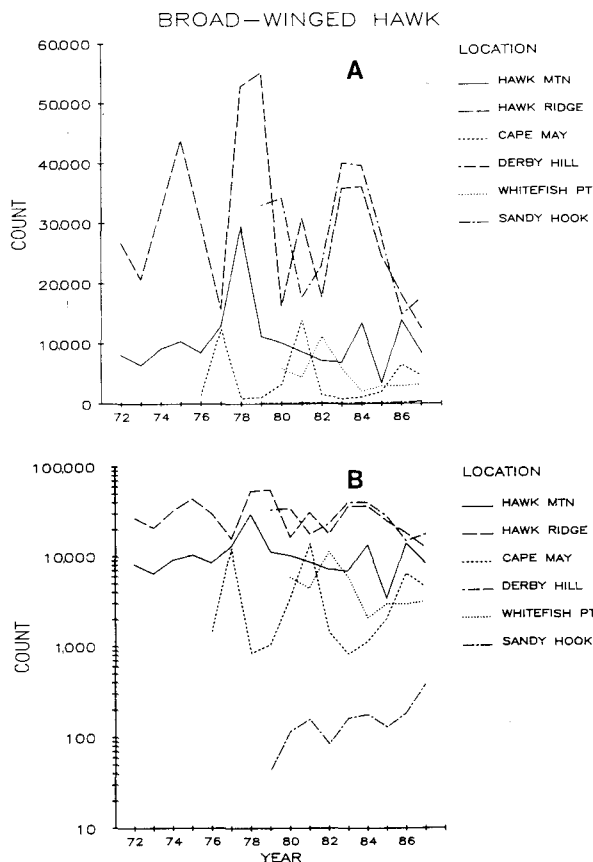 BROAD-WINGED HAWK
A
60,000
50,000
40,000
30,000
20,000
10,000
0
COUNT
72 74 76 78 80 82 84 86
LOCATION
HAWK MTN
HAWK RIDGE
CAPE MAY
DERBY HILL
WHITEFISH PT
SANDY HOOK
B
100,000
10,000
1,000
100
10
COUNT
72 74 76 78 80 82 84 86
YEAR
LOCATION
HAWK MTN
HAWK RIDGE
CAPE MAY
DERBY HILL
WHITEFISH PT
SANDY HOOK